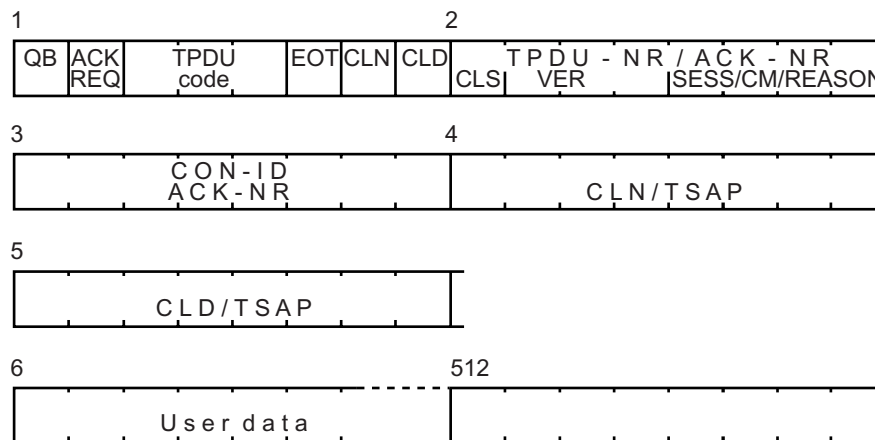 1 2
QB ACK TPDU EOT CLN CLD TPDU-NR/ACK-NR
REQ code CLS VER SESS/CM/REASON
3 4
CON-ID
ACK-NR CLN/TSAP
5
CLD/TSAP
6 512
User data